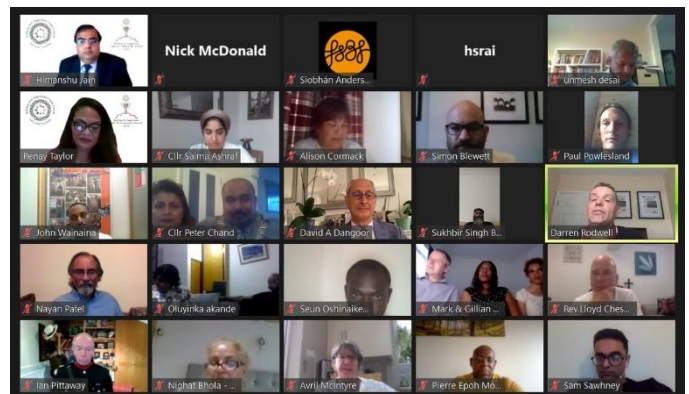 Himanshu Jain
Nick McDonald
Siobhán Anders...
hsrai
unmesh desai
Renay Taylor
Cllr Saima Ashraf
Alison Cormack
Simon Blewett
Paul Powlesland
John Wainaina
Cllr Peter Chand
David A Dangoor
Sukhbir Singh B...
Darren Rodwell
Nayan Patel
Oluyinka akande
Seun Oshinaike...
Mark & Gillian ...
Rev Lloyd Ches...
Ian Pittaway
Nighat Bhola - ...
Avril McIntyre
Pierre Epoh Mo...
Sam Sawhney